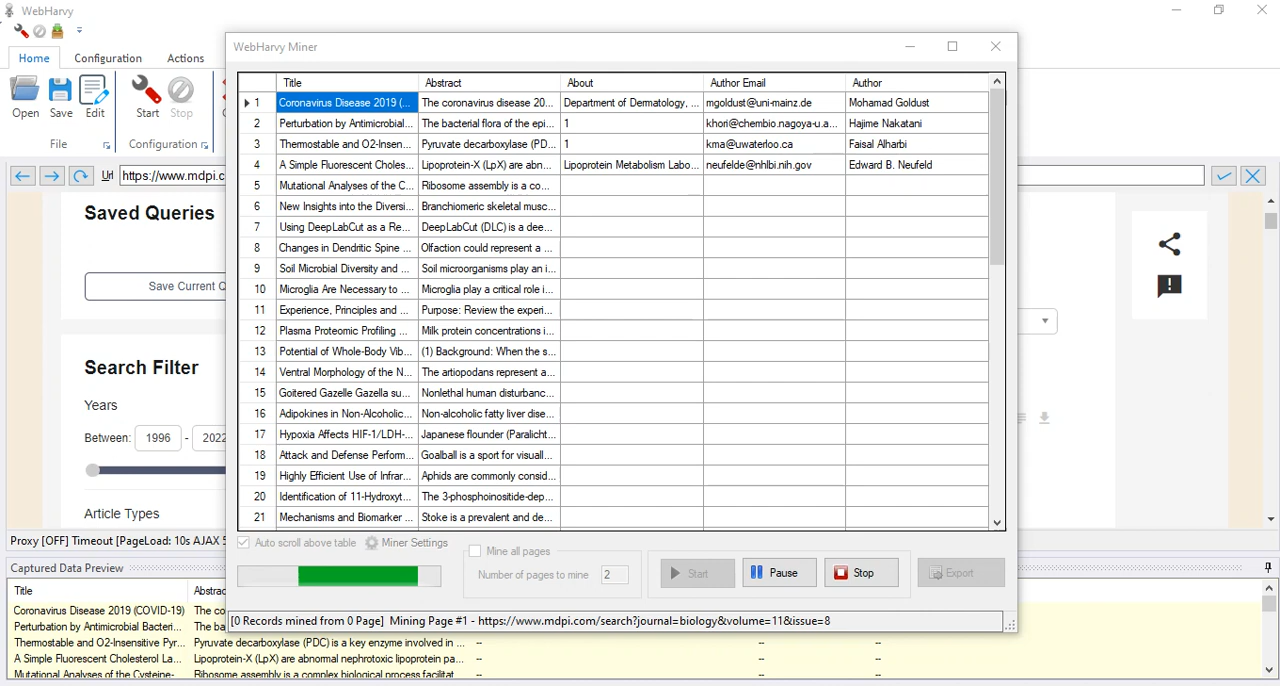 WebHarvy
Home Configuration Actions
Open Save Edit Start Stop
File Configuration
Url https://www.mdpi.c
Saved Queries
Save Current Q
Search Filter
Years
Between: 1996 - 2022
Article Types
Proxy [OFF] Timeout [PageLoad: 10s AJAX 5
WebHarvy Miner
Title Abstract About Author Email Author
1 Coronavirus Disease 2019 (... The coronavirus disease 20... Department of Dermatology, ... mgoldust@uni-mainz.de Mohamad Goldust
2 Perturbation by Antimicrobial... The bacterial flora of the epi... 1 khori@chembio.nagoya-u.a... Hajime Nakatani
3 Thermostable and O2-Insen... Pyruvate decarboxylase (PD... 1 kma@uwaterloo.ca Faisal Alharbi
4 A Simple Fluorescent Choles... Lipoprotein-X (LpX) are abn... Lipoprotein Metabolism Labo... neufelde@nhlbi.nih.gov Edward B. Neufeld
5 Mutational Analyses of the C... Ribosome assembly is a co...
6 New Insights into the Diversi... Branchiomeric skeletal musc...
7 Using DeepLabCut as a Re... DeepLabCut (DLC) is a dee...
8 Changes in Dendritic Spine ... Olfaction could represent a ...
9 Soil Microbial Diversity and ... Soil microorganisms play an i...
10 Microglia Are Necessary to ... Microglia play a critical role i...
11 Experience, Principles and ... Purpose: Review the experi...
12 Plasma Proteomic Profiling ... Milk protein concentrations i...
13 Potential of Whole-Body Vib... (1) Background: When the s...
14 Ventral Morphology of the N... The artiopodans represent a...
15 Goitered Gazelle Gazella su... Nonlethal human disturbanc...
16 Adipokines in Non-Alcoholic... Non-alcoholic fatty liver dise...
17 Hypoxia Affects HIF-1/LDH-... Japanese flounder (Paralicht...
18 Attack and Defense Perform... Goalball is a sport for visuall...
19 Highly Efficient Use of Infrar... Aphids are commonly consid...
20 Identification of 11-Hydroxyt... The 3-phosphoinositide-dep...
21 Mechanisms and Biomarker ... Stoke is a prevalent and de...
Auto scroll above table Miner Settings
Mine all pages
Number of pages to mine 2
Start Pause Stop Export
[0 Records mined from 0 Page] Mining Page #1 - https://www.mdpi.com/search?journal=biology&volume=11&issue=8
Captured Data Preview
Title Abstrac
Coronavirus Disease 2019 (COVID-19) The co
Perturbation by Antimicrobial Bacteri... The ba
Thermostable and O2-Insensitive Pyr... Pyruvate decarboxylase (PDC) is a key enzyme involved in ... -- -- --
A Simple Fluorescent Cholesterol La... Lipoprotein-X (LpX) are abnormal nephrotoxic lipoprotein pa... -- -- --
Mutational Analyses of the Cysteine- Ribosome assembly is a complex biological process facilitat -- -- --